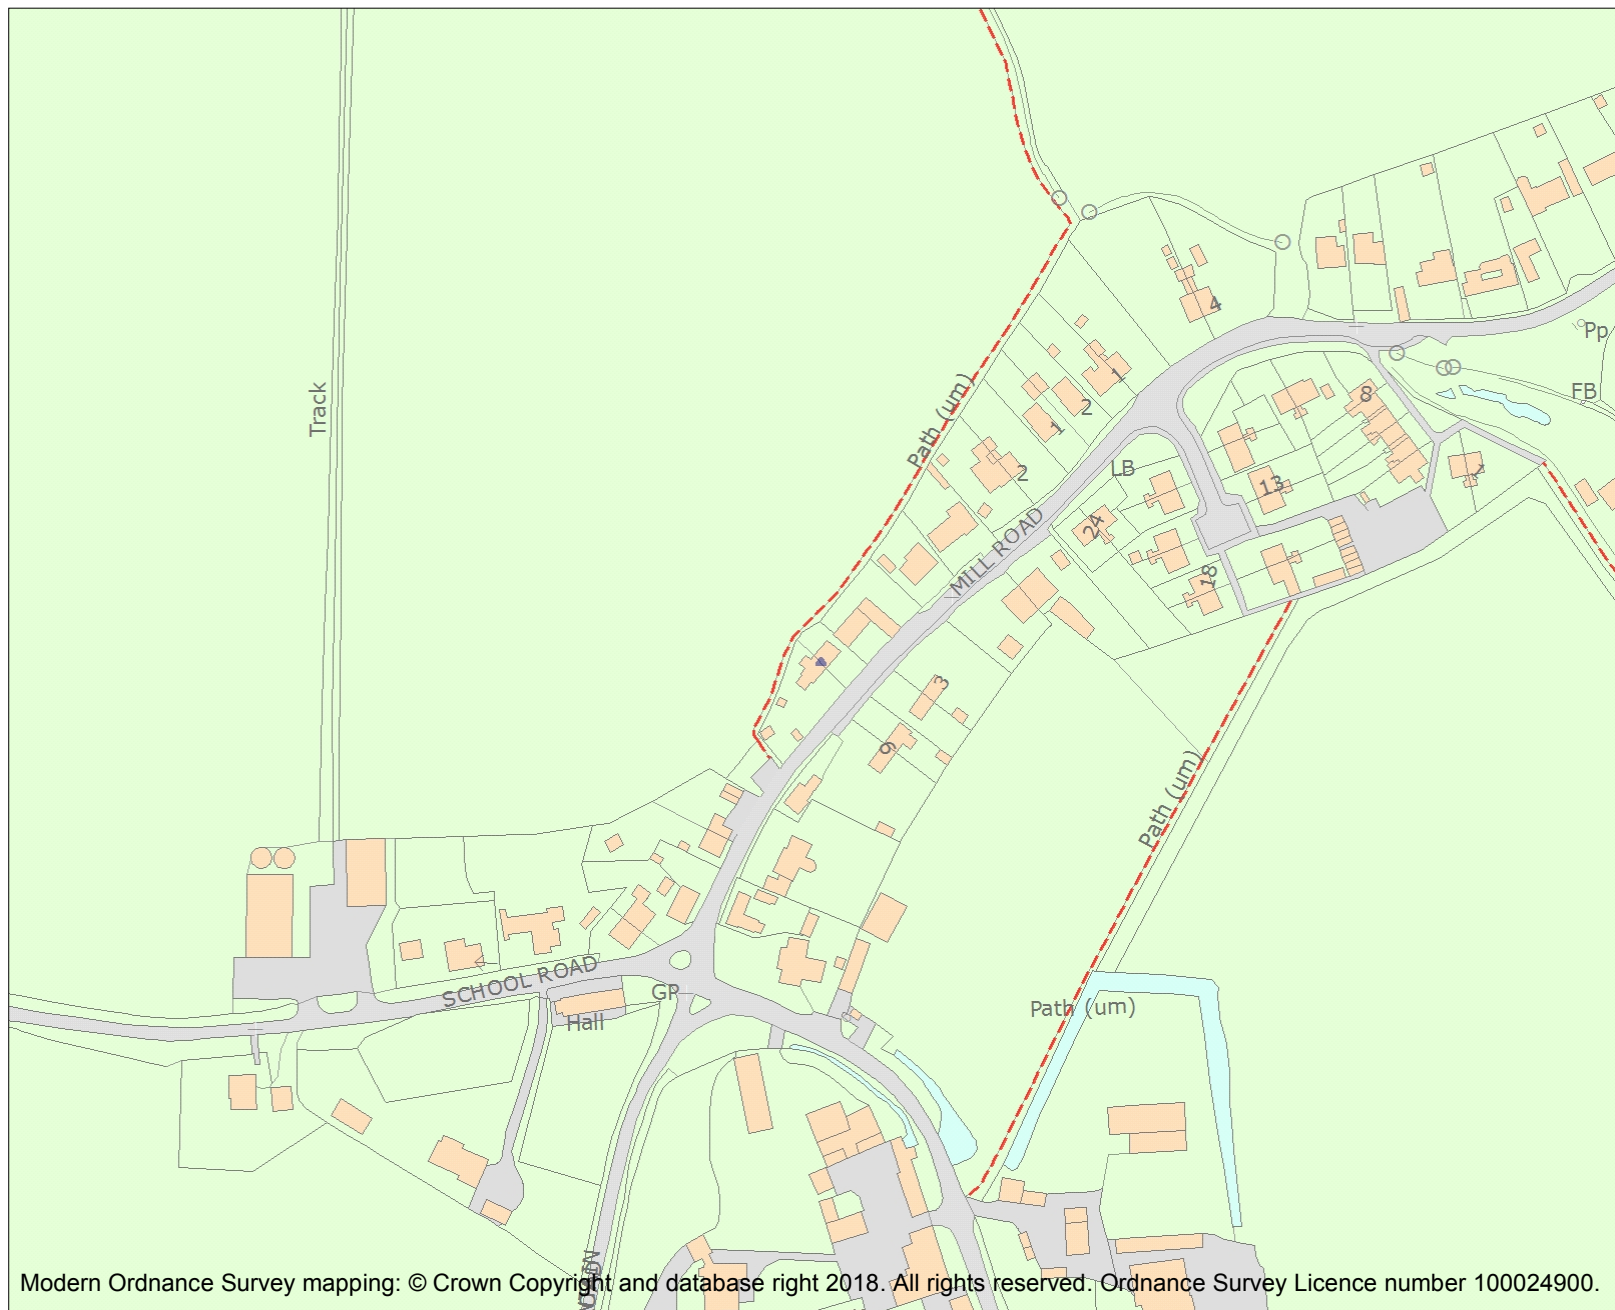 4
Pp
1
FB
8
2
1
Track
Path (um)
LB
2
13
24
MILL ROAD
18
3
9
Path (um)
SCHOOL ROAD
GP
Path (um)
Hall
Modern Ordnance Survey mapping: © Crown Copyright and database right 2018. All rights reserved. Ordnance Survey Licence number 100024900.